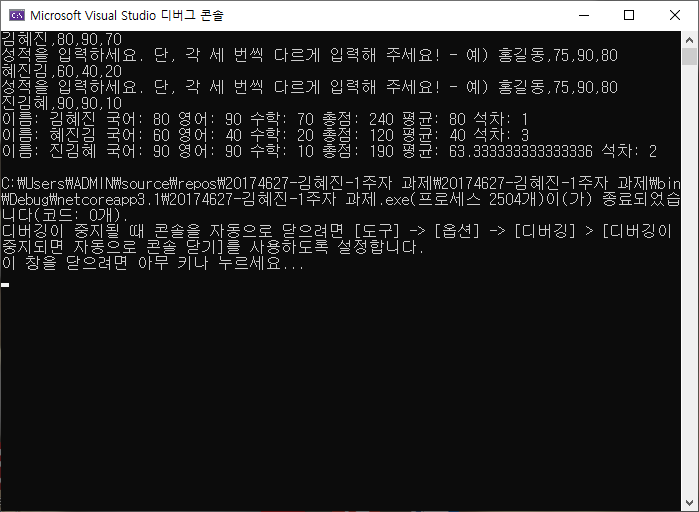 Microsoft Visual Studio 디버그 콘솔
김혜진,80,90,70
성적을 입력하세요. 단, 각 세 번씩 다르게 입력해 주세요! - 예) 홍길동,75,90,80
혜진김,60,40,20
성적을 입력하세요. 단, 각 세 번씩 다르게 입력해 주세요! - 예) 홍길동,75,90,80
진김혜,90,90,10
이름: 김혜진 국어: 80 영어: 90 수학: 70 총점: 240 평균: 80 석차: 1
이름: 혜진김 국어: 60 영어: 40 수학: 20 총점: 120 평균: 40 석차: 3
이름: 진김혜 국어: 90 영어: 90 수학: 10 총점: 190 평균: 63.333333333333336 석차: 2
C:₩Users₩ADMIN₩source₩repos₩20174627-김혜진-1주자 과제₩20174627-김혜진-1주자 과제₩bin
₩Debug₩netcoreapp3.1₩20174627-김혜진-1주자 과제.exe(프로세스 2504개)이(가) 종료되었습
니다(코드: 0개).
디버깅이 중지될 때 콘솔을 자동으로 닫으려면 [도구] -> [옵션] -> [디버깅] > [디버깅이
중지되면 자동으로 콘솔 닫기]를 사용하도록 설정합니다.
이 창을 닫으려면 아무 키나 누르세요...